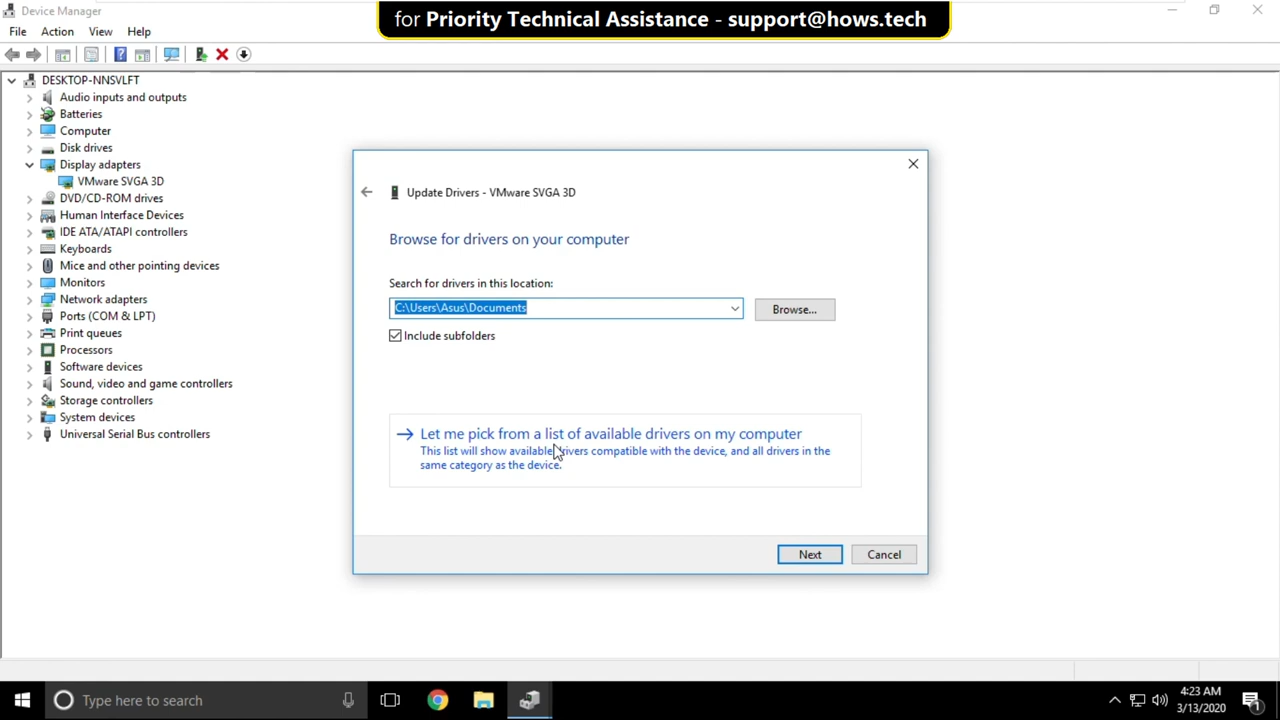 Device Manager
for Priority Technical Assistance - support@hows.tech
File Action View Help
DESKTOP-NNSVLFT
Audio inputs and outputs
Batteries
Computer
Disk drives
Display adapters
VMware SVGA 3D
DVD/CD-ROM drives
Human Interface Devices
IDE ATA/ATAPI controllers
Keyboards
Mice and other pointing devices
Monitors
Network adapters
Ports (COM & LPT)
Print queues
Processors
Software devices
Sound, video and game controllers
Storage controllers
System devices
Universal Serial Bus controllers
Update Drivers - VMware SVGA 3D
Browse for drivers on your computer
Search for drivers in this location:
C:\Users\Asus\Documents
Browse...
Include subfolders
Let me pick from a list of available drivers on my computer
This list will show available drivers compatible with the device, and all drivers in the
same category as the device.
Next
Cancel
Type here to search
4:23 AM
3/13/2020
1